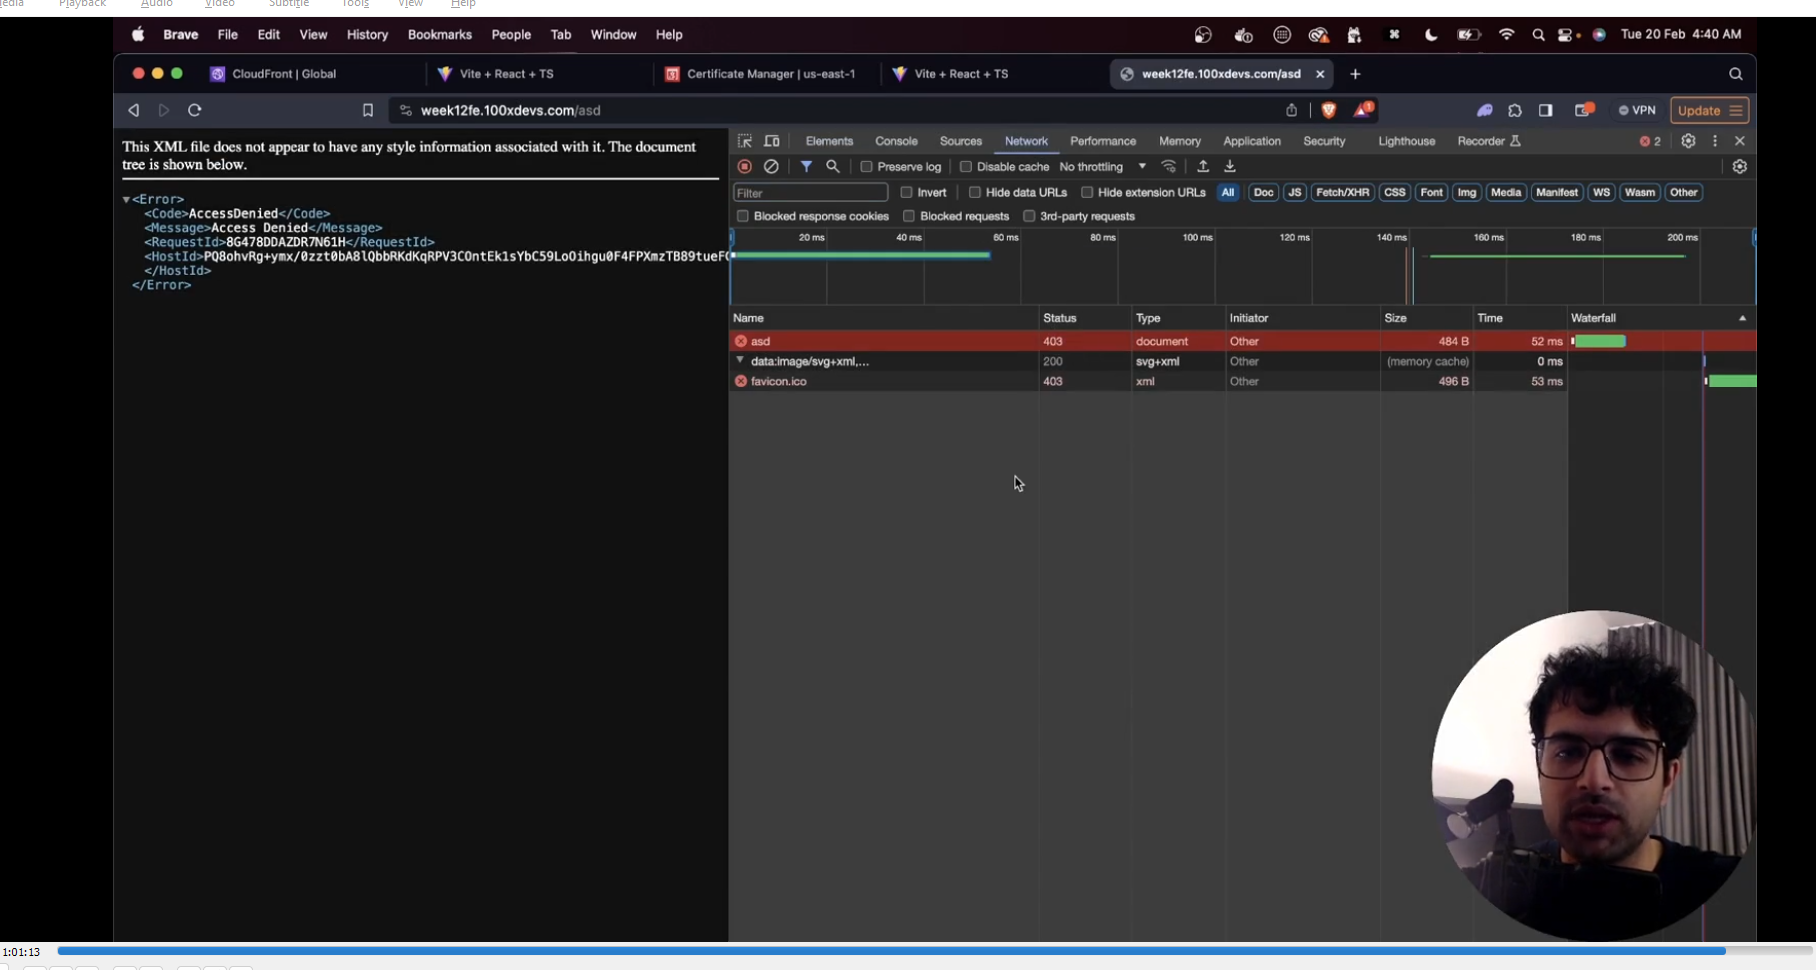 Playback Audio Video Subtitle Tools View Help
Brave File Edit View History Bookmarks People Tab Window Help Tue 20 Feb 4:40 AM
CloudFront | Global Vite + React + TS Certificate Manager | us-east-1 Vite + React + TS week12fe.100xdevs.com/asd
week12fe.100xdevs.com/asd 1 VPN Update
This XML file does not appear to have any style information associated with it. The document
tree is shown below.
<Error>
<Code>AccessDenied</Code>
<Message>Access Denied</Message>
<RequestId>8G478DDAZDR7N61H</RequestId>
<HostId>
</HostId>
</Error>
Elements Console Sources Network Performance Memory Application Security Lighthouse Recorder 2
Preserve log Disable cache No throttling
Filter Invert Hide data URLs Hide extension URLs All Doc JS Fetch/XHR CSS Font Img Media Manifest WS Wasm Other
Blocked response cookies Blocked requests 3rd-party requests
20 ms 40 ms 60 ms 80 ms 100 ms 120 ms 140 ms 160 ms 180 ms 200 ms
Name Status Type Initiator Size Time Waterfall
asd 403 document Other 484 B 52 ms
data:image/svg+xml,... 200 svg+xml Other (memory cache) 0 ms
favicon.ico 403 xml Other 496 B 53 ms
1:01:13